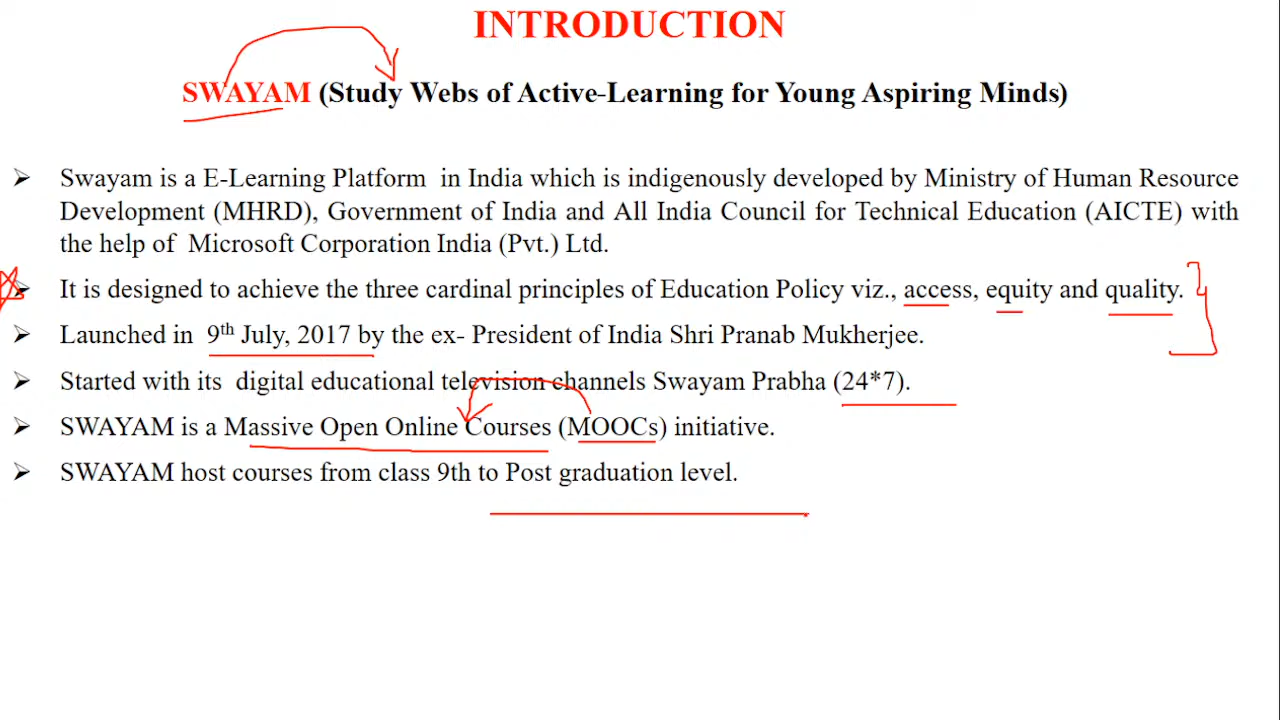 INTRODUCTION
SWAYAM (Study Webs of Active-Learning for Young Aspiring Minds)
➢ Swayam is a E-Learning Platform in India which is indigenously developed by Ministry of Human Resource
Development (MHRD), Government of India and All India Council for Technical Education (AICTE) with
the help of Microsoft Corporation India (Pvt.) Ltd.
➢ It is designed to achieve the three cardinal principles of Education Policy viz., access, equity and quality.
➢ Launched in 9th July, 2017 by the ex- President of India Shri Pranab Mukherjee.
➢ Started with its digital educational television channels Swayam Prabha (24*7).
➢ SWAYAM is a Massive Open Online Courses (MOOCs) initiative.
➢ SWAYAM host courses from class 9th to Post graduation level.